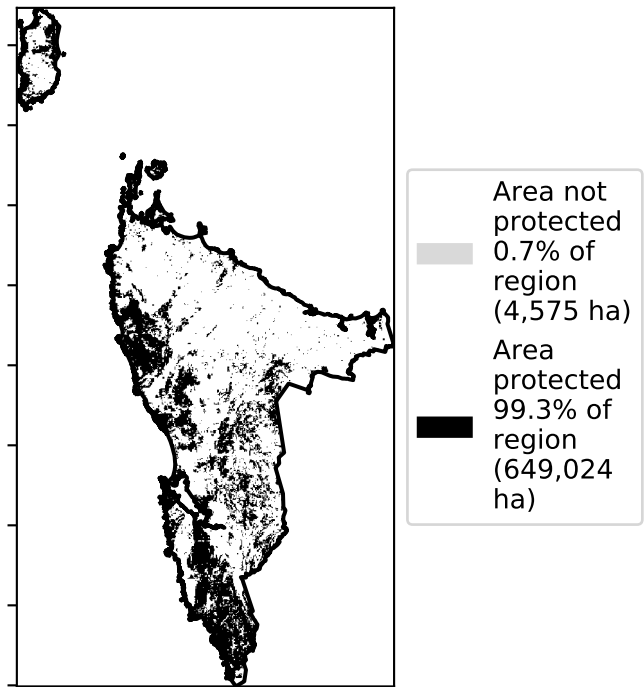 Area not
protected
0.7% of
region
(4,575 ha)
Area
protected
99.3% of
region
(649,024
ha)